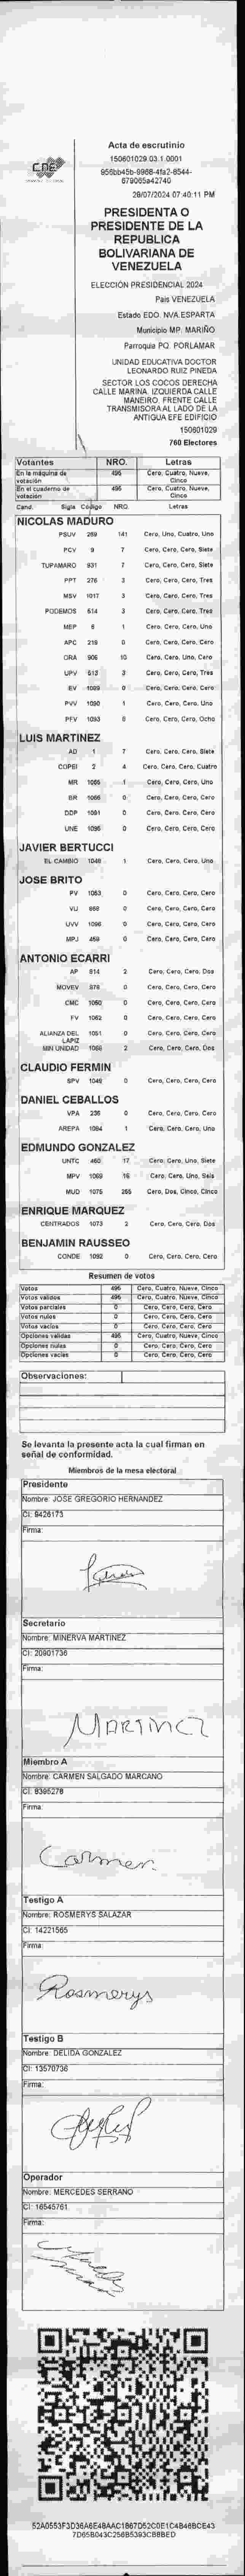 CNE
Acta de escrutinio
150601029.03.1.0001
956bb45b-9968-4fa2-8544-
679065a42740
28/07/2024 07:40:11 PM
PRESIDENTA O
PRESIDENTE DE LA
REPUBLICA
BOLIVARIANA DE
VENEZUELA
ELECCIÓN PRESIDENCIAL 2024
País VENEZUELA
Estado EDO. NVA.ESPARTA
Municipio MP. MARIÑO
Parroquia PQ. PORLAMAR
UNIDAD EDUCATIVA DOCTOR
LEONARDO RUIZ PINEDA
SECTOR LOS COCOS DERECHA
CALLE MARINA. IZQUIERDA CALLE
MANEIRO. FRENTE CALLE
TRANSMISORA AL LADO DE LA
ANTIGUA EFE EDIFICIO
150601029
760 Electores
Votantes NRO. Letras
En la máquina de votación 495 Cero, Cuatro, Nueve, Cinco
En el cuaderno de votación 495 Cero, Cuatro, Nueve, Cinco
Cand. Sigla Código NRO. Letras
NICOLAS MADURO
PSUV 269 141 Cero, Uno, Cuatro, Uno
PCV 9 7 Cero, Cero, Cero, Siete
TUPAMARO 931 7 Cero, Cero, Cero, Siete
PPT 276 3 Cero, Cero, Cero, Tres
MSV 1017 3 Cero, Cero, Cero, Tres
PODEMOS 614 3 Cero, Cero, Cero, Tres
MEP 6 1 Cero, Cero, Cero, Uno
APC 219 0 Cero, Cero, Cero, Cero
ORA 906 10 Cero, Cero, Uno, Cero
UPV 613 3 Cero, Cero, Cero, Tres
EV 1089 0 Cero, Cero, Cero, Cero
PVV 1090 1 Cero, Cero, Cero, Uno
PFV 1093 8 Cero, Cero, Cero, Ocho
LUIS MARTINEZ
AD 1 7 Cero, Cero, Cero, Siete
COPEI 2 4 Cero, Cero, Cero, Cuatro
MR 1065 1 Cero, Cero, Cero, Uno
BR 1066 0 Cero, Cero, Cero, Cero
DDP 1091 0 Cero, Cero, Cero, Cero
UNE 1095 0 Cero, Cero, Cero, Cero
JAVIER BERTUCCI
EL CAMBIO 1048 1 Cero, Cero, Cero, Uno
JOSE BRITO
PV 1053 0 Cero, Cero, Cero, Cero
VU 868 0 Cero, Cero, Cero, Cero
UVV 1096 0 Cero, Cero, Cero, Cero
MPJ 459 0 Cero, Cero, Cero, Cero
ANTONIO ECARRI
AP 814 2 Cero, Cero, Cero, Dos
MOVEV 878 0 Cero, Cero, Cero, Cero
CMC 1050 0 Cero, Cero, Cero, Cero
FV 1062 0 Cero, Cero, Cero, Cero
ALIANZA DEL LAPIZ 1051 0 Cero, Cero, Cero, Cero
MIN UNIDAD 1066 2 Cero, Cero, Cero, Dos
CLAUDIO FERMIN
SPV 1049 0 Cero, Cero, Cero, Cero
DANIEL CEBALLOS
VPA 236 0 Cero, Cero, Cero, Cero
AREPA 1084 1 Cero, Cero, Cero, Uno
EDMUNDO GONZALEZ
UNTC 460 17 Cero, Cero, Uno, Siete
MPV 1069 16 Cero, Cero, Uno, Seis
MUD 1075 255 Cero, Dos, Cinco, Cinco
ENRIQUE MARQUEZ
CENTRADOS 1073 2 Cero, Cero, Cero, Dos
BENJAMIN RAUSSEO
CONDE 1092 0 Cero, Cero, Cero, Cero
Resumen de votos
Votos 495 Cero, Cuatro, Nueve, Cinco
Votos válidos 495 Cero, Cuatro, Nueve, Cinco
Votos parciales 0 Cero, Cero, Cero, Cero
Votos nulos 0 Cero, Cero, Cero, Cero
Votos vacíos 0 Cero, Cero, Cero, Cero
Opciones válidas 495 Cero, Cuatro, Nueve, Cinco
Opciones nulas 0 Cero, Cero, Cero, Cero
Opciones vacías 0 Cero, Cero, Cero, Cero
Observaciones:
Se levanta la presente acta la cual firman en
señal de conformidad.
Miembros de la mesa electoral
Presidente
Nombre: JOSE GREGORIO HERNANDEZ
CI: 8426173
Firma:
Secretario
Nombre: MINERVA MARTINEZ
CI: 20901736
Firma:
MARTINEZ
Miembro A
Nombre: CARMEN SALGADO MARCANO
CI: 8395278
Firma:
Carmen
Testigo A
Nombre: ROSMERYS SALAZAR
CI: 14221565
Firma:
Rosmerys
Testigo B
Nombre: DELIDA GONZALEZ
CI: 13570736
Firma:
Operador
Nombre: MERCEDES SERRANO
CI: 16545761
Firma:
52A0553F3D36A6E48AAC1867D52C0E1C4B46BCE43
7D65B043C256B5393CB8BED